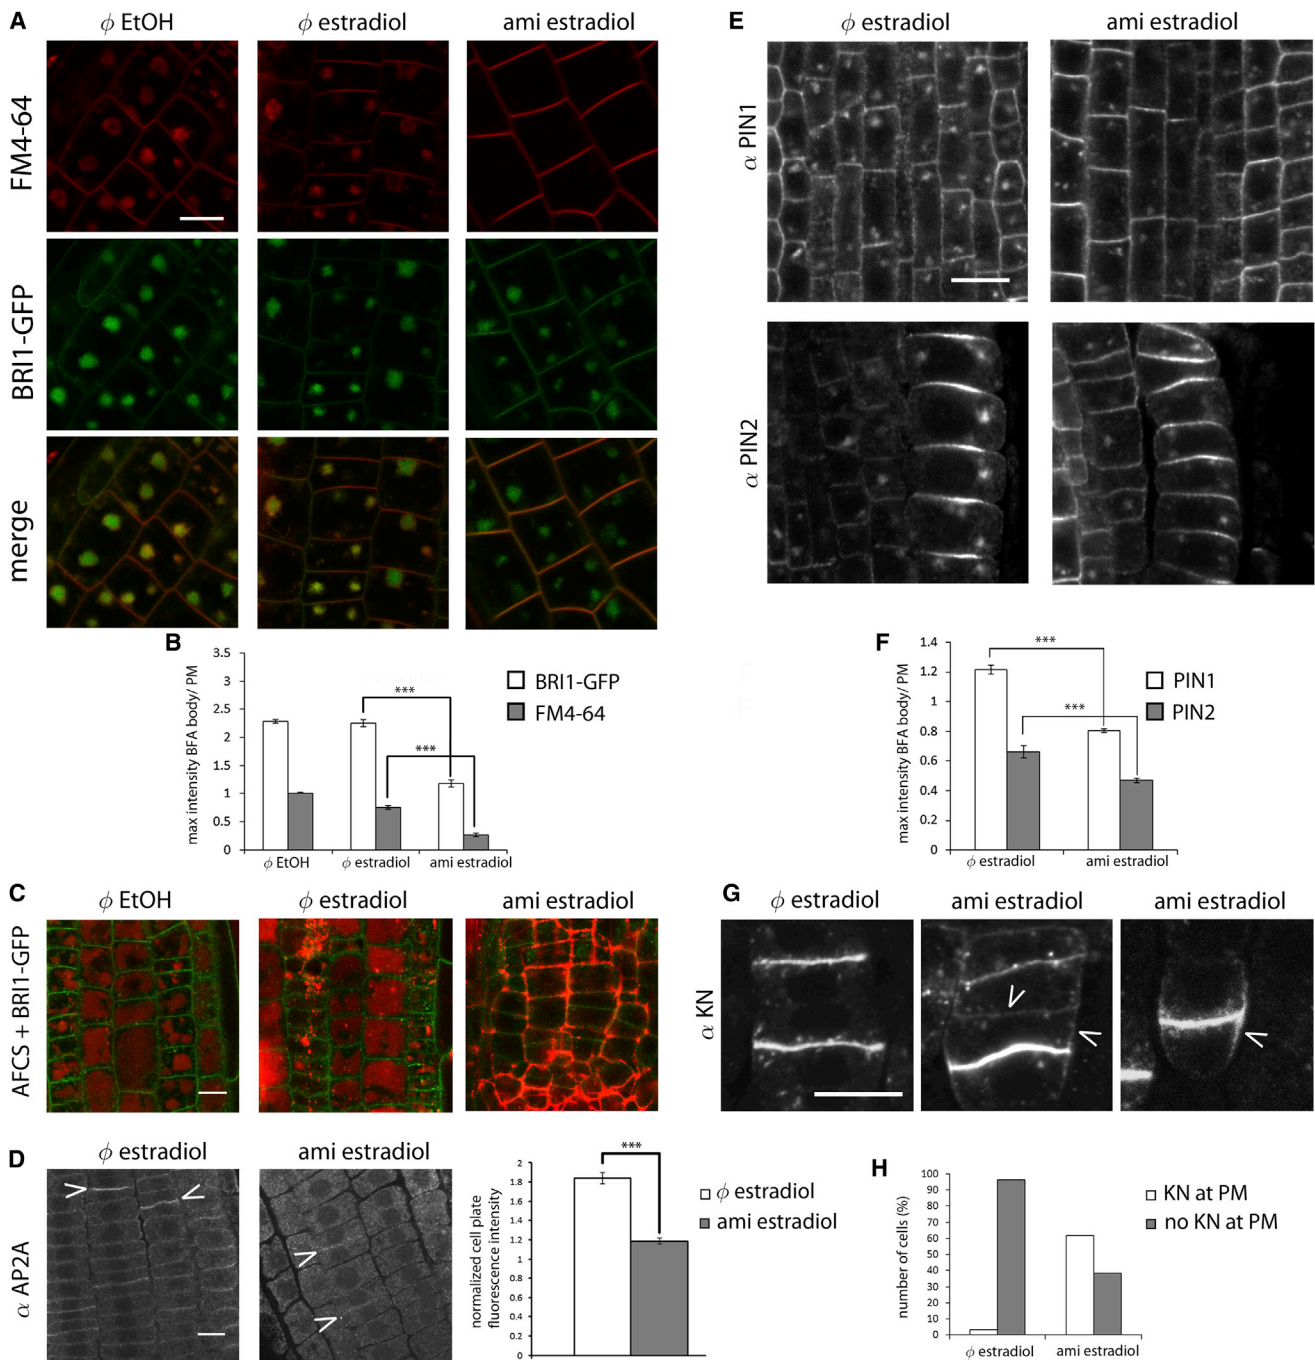 A
ϕ EtOH
ϕ estradiol
ami estradiol
FM4-64
BRI1-GFP
merge
B
3.5
3
2.5
2
1.5
1
0.5
0
max intensity BFA body/ PM
***
***
BRI1-GFP
FM4-64
ϕ EtOH
ϕ estradiol
ami estradiol
C
ϕ EtOH
ϕ estradiol
ami estradiol
AFCS + BRI1-GFP
D
ϕ estradiol
ami estradiol
α AP2A
2
1.8
1.6
1.4
1.2
1
0.8
0.6
0.4
0.2
0
normalized cell plate
fluorescence intensity
***
ϕ estradiol
ami estradiol
E
ϕ estradiol
ami estradiol
α PIN1
α PIN2
F
1.4
1.2
1
0.8
0.6
0.4
0.2
0
max intensity BFA body/ PM
***
***
PIN1
PIN2
ϕ estradiol
ami estradiol
G
ϕ estradiol
ami estradiol
ami estradiol
α KN
H
100
90
80
70
60
50
40
30
20
10
0
number of cells (%)
KN at PM
no KN at PM
ϕ estradiol
ami estradiol